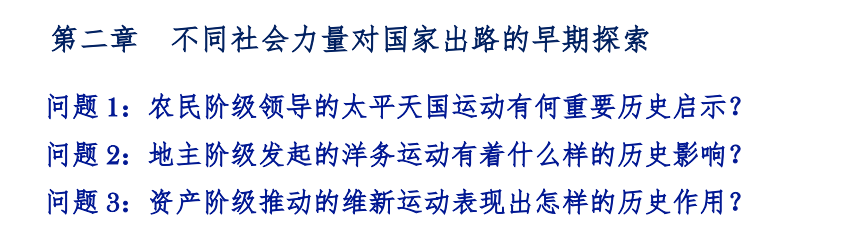 第二章　不同社会力量对国家出路的早期探索
问题 1：农民阶级领导的太平天国运动有何重要历史启示？
问题 2：地主阶级发起的洋务运动有着什么样的历史影响？
问题 3：资产阶级推动的维新运动表现出怎样的历史作用？